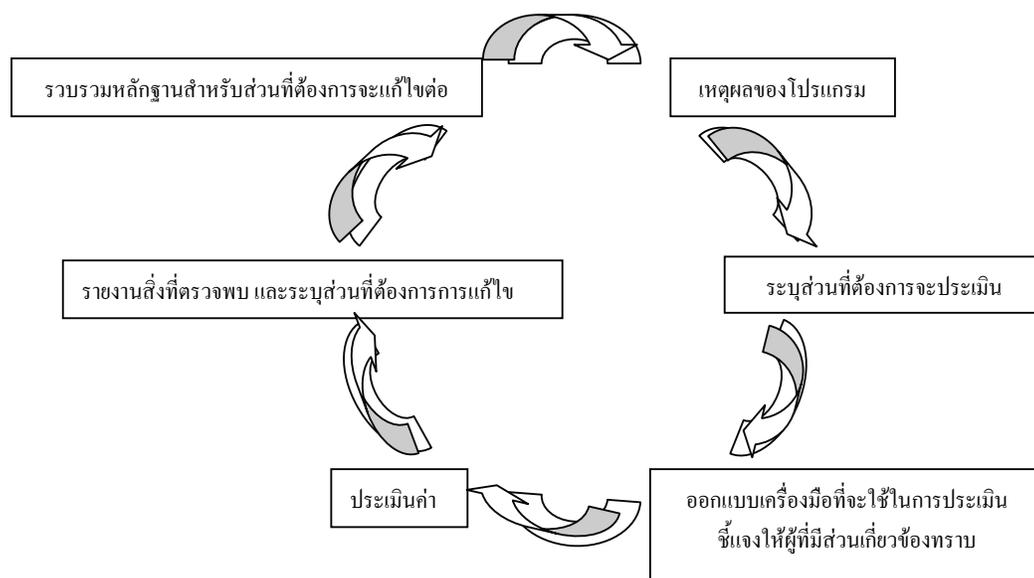 รวบรวมหลักฐานสำหรับส่วนที่ต้องการจะแก้ไขต่อ
เหตุผลของโปรแกรม
รายงานสิ่งที่ตรวจพบ และระบุส่วนที่ต้องการการแก้ไข
ระบุส่วนที่ต้องการจะประเมิน
ประเมินค่า
ออกแบบเครื่องมือที่จะใช้ในการประเมิน
ชี้แจงให้ผู้ที่มีส่วนเกี่ยวข้องทราบ